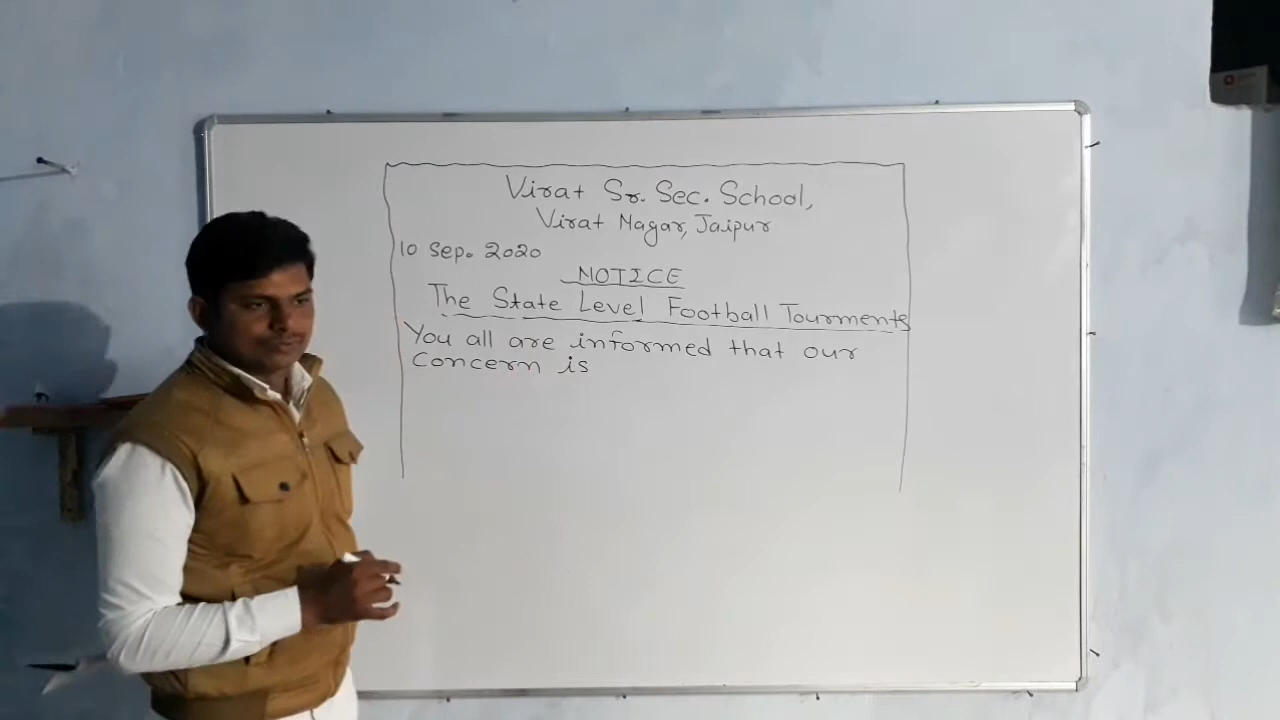 Virat Sr. Sec. School,
Virat Nagar, Jaipur
10 Sep. 2020
NOTICE
The State Level Football Tourments
You all are informed that our
Concern is